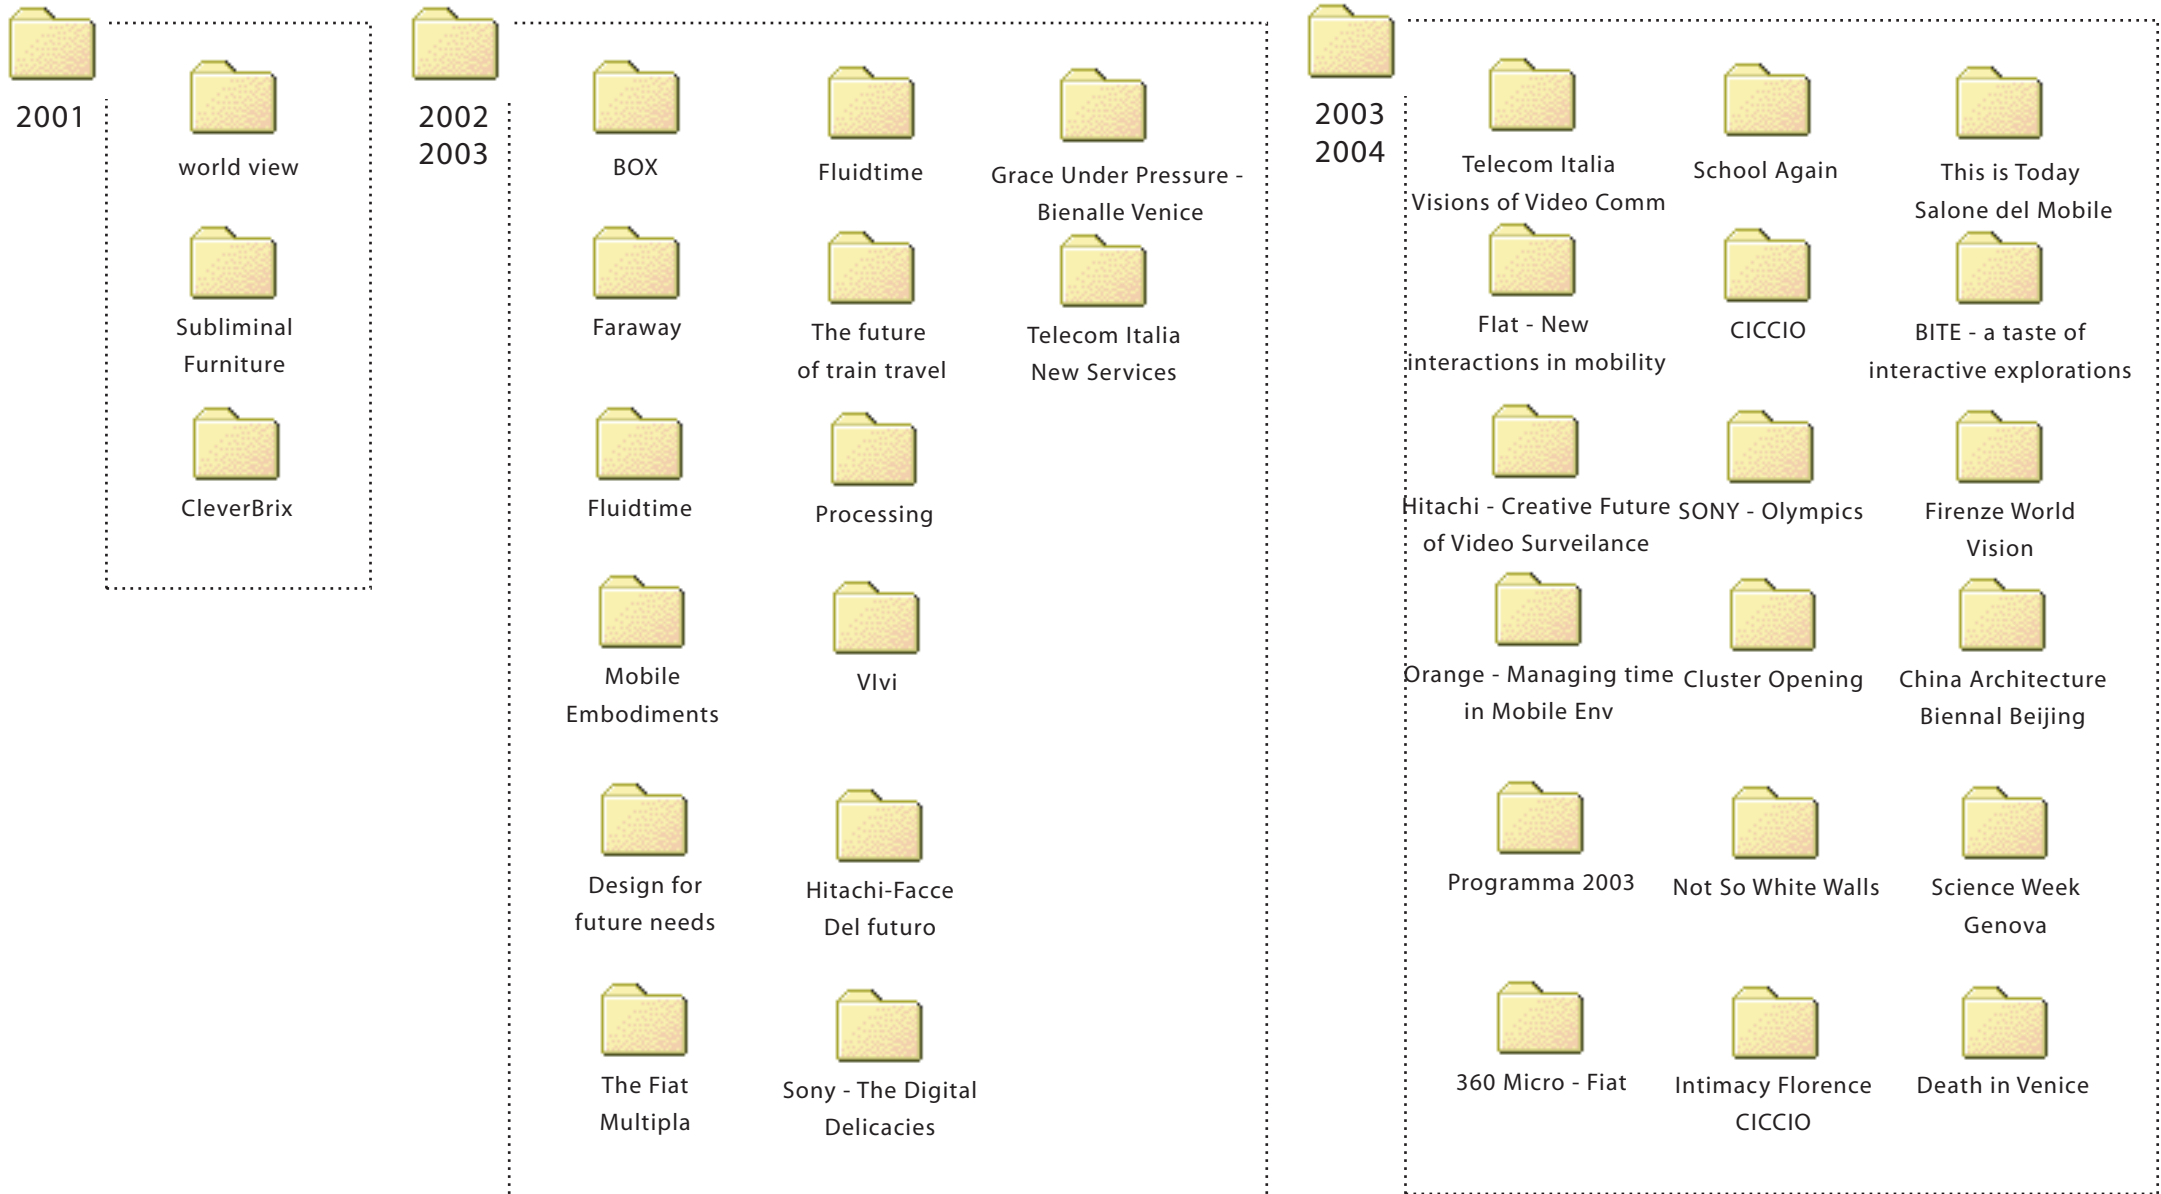 2001
world view
Subliminal
Furniture
CleverBrix
2002
2003
BOX
Faraway
Fluidtime
Mobile
Embodiments
Design for
future needs
The Fiat
Multipla
Fluidtime
The future
of train travel
Processing
VIvi
Hitachi-Facce
Del futuro
Sony - The Digital
Delicacies
Grace Under Pressure -
Bienalle Venice
Telecom Italia
New Services
2003
2004
Telecom Italia
Visions of Video Comm
FIat - New
interactions in mobility
Hitachi - Creative Future
of Video Surveilance
Orange - Managing time
in Mobile Env
Programma 2003
360 Micro - Fiat
School Again
CICCIO
SONY - Olympics
Cluster Opening
Not So White Walls
Intimacy Florence
CICCIO
This is Today
Salone del Mobile
BITE - a taste of
interactive explorations
Firenze World
Vision
China Architecture
Biennal Beijing
Science Week
Genova
Death in Venice